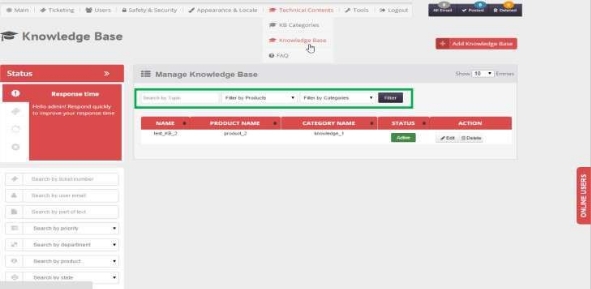 Main Ticketing Users Safety & Security Appearance & Locale Technical Contents Tools Logout
All Email Posted Deleted
KB Categories
Knowledge Base
FAQ
Knowledge Base
Add Knowledge Base
Status »
Manage Knowledge Base
Show 10 Entries
Response time
Hello admin! Respond quickly
to improve your response time
Search by Topic Filter by Products Filter by Categories Filter
NAME PRODUCT NAME CATEGORY NAME STATUS ACTION
test_KB_2 product_2 knowledge_1 Active Edit Delete
Search by ticket number
Search by user email
Search by part of text
Search by priority
Search by department
Search by product
Search by state
ONLINE USERS